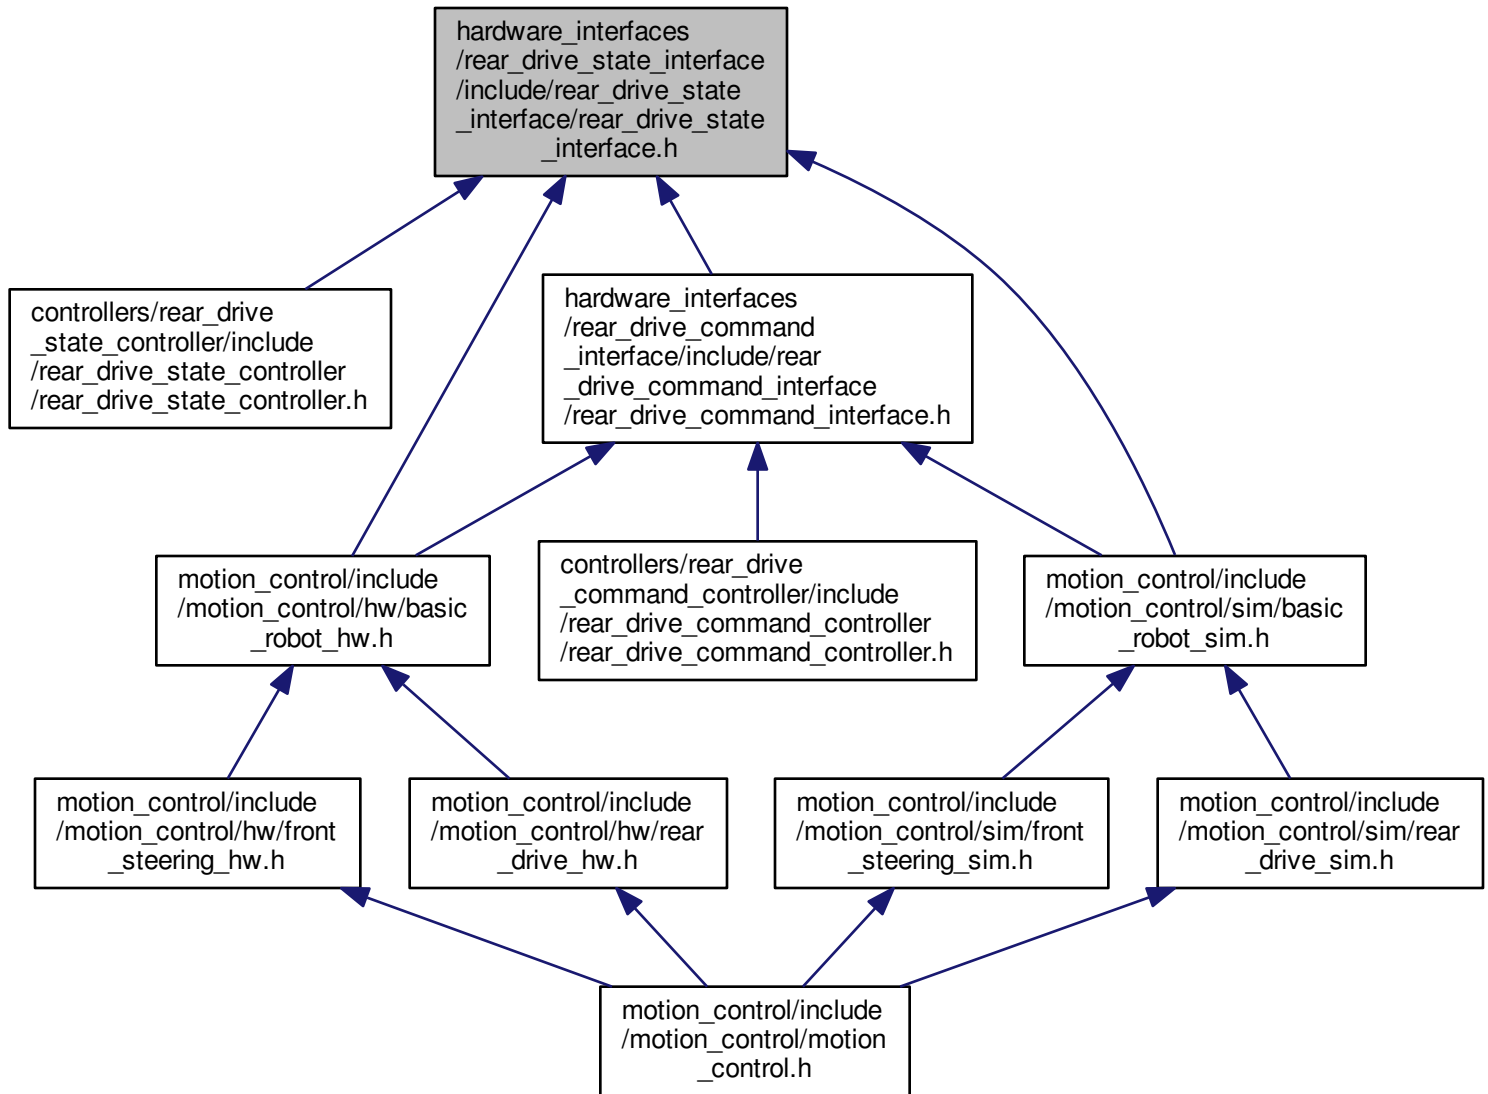 hardware_interfaces
/rear_drive_state_interface
/include/rear_drive_state
_interface/rear_drive_state
_interface.h
controllers/rear_drive
_state_controller/include
/rear_drive_state_controller
/rear_drive_state_controller.h
hardware_interfaces
/rear_drive_command
_interface/include/rear
_drive_command_interface
/rear_drive_command_interface.h
motion_control/include
/motion_control/hw/basic
_robot_hw.h
controllers/rear_drive
_command_controller/include
/rear_drive_command_controller
/rear_drive_command_controller.h
motion_control/include
/motion_control/sim/basic
_robot_sim.h
motion_control/include
/motion_control/hw/front
_steering_hw.h
motion_control/include
/motion_control/hw/rear
_drive_hw.h
motion_control/include
/motion_control/sim/front
_steering_sim.h
motion_control/include
/motion_control/sim/rear
_drive_sim.h
motion_control/include
/motion_control/motion
_control.h